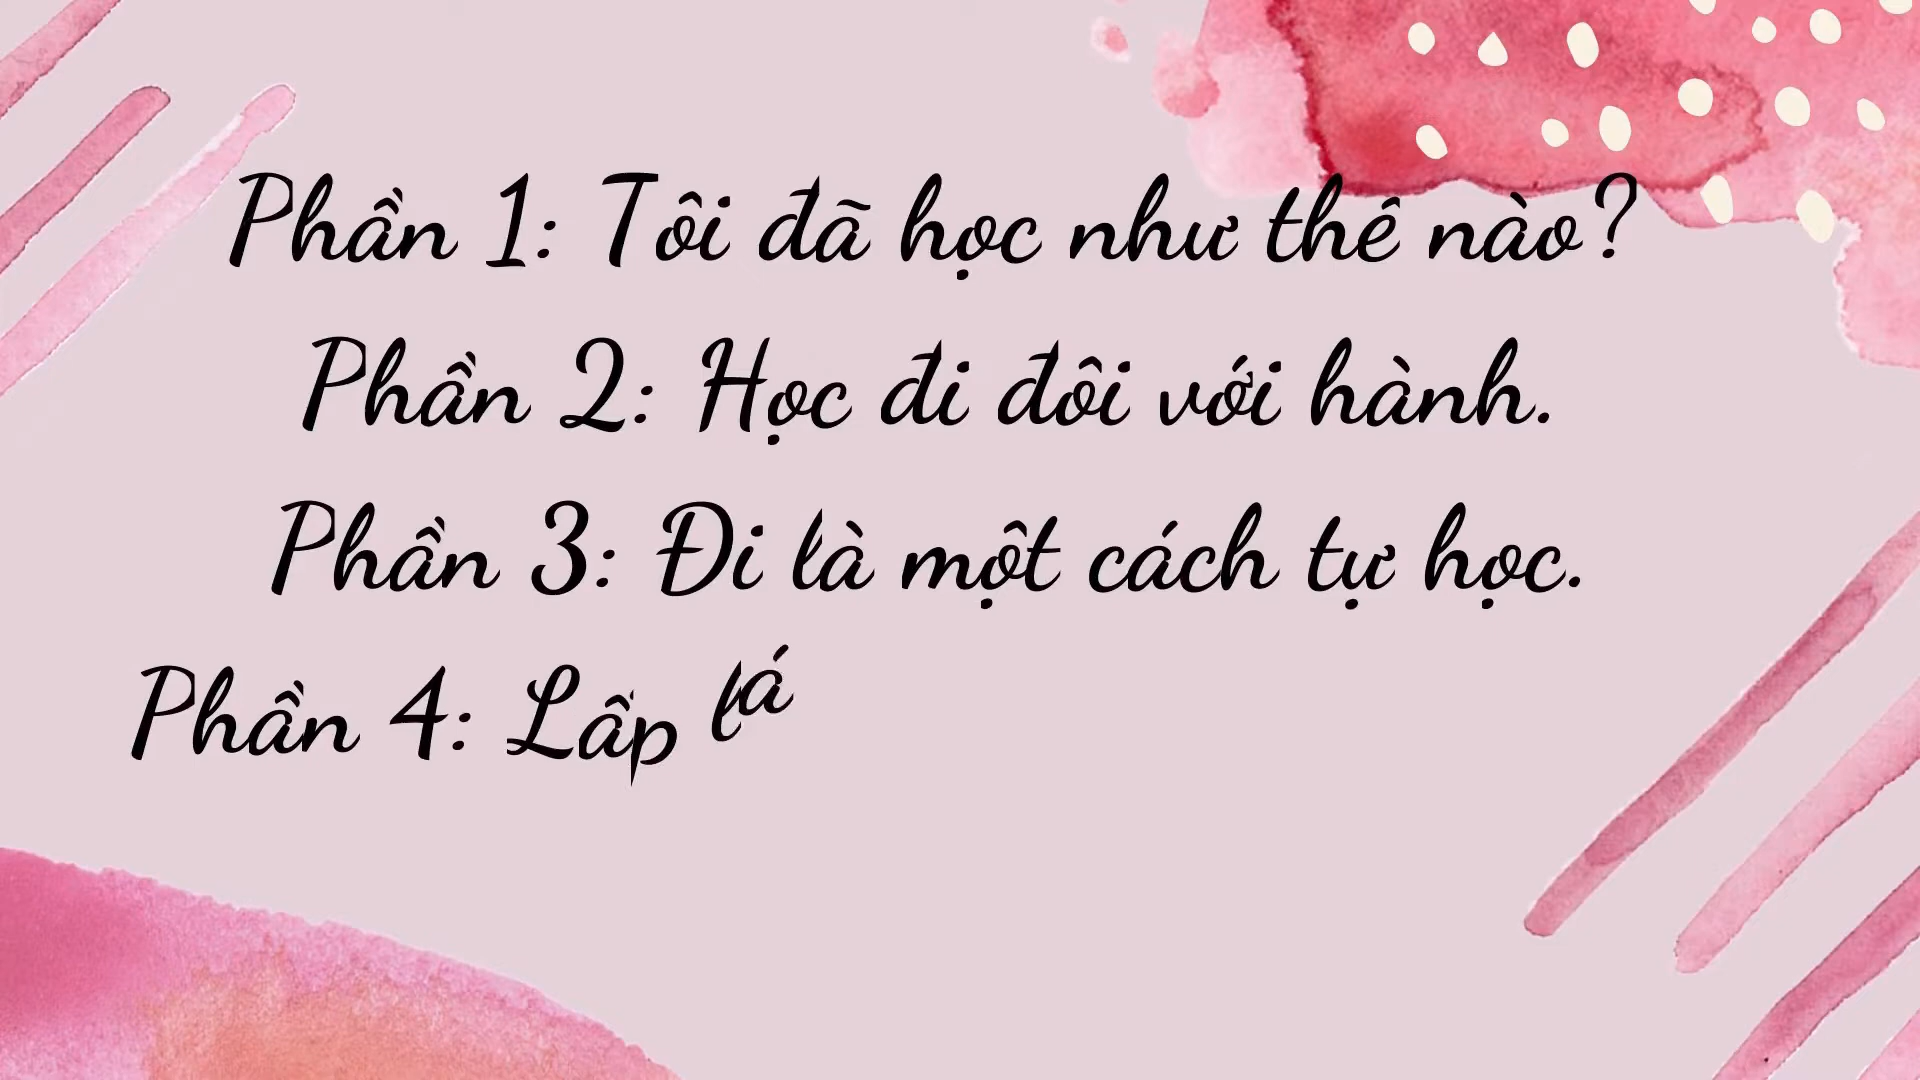 Phần 1: Tôi đã học như thế nào?
Phần 2: Học đi đôi với hành.
Phần 3: Đi là một cách tự học.
Phần 4: Lấp lá